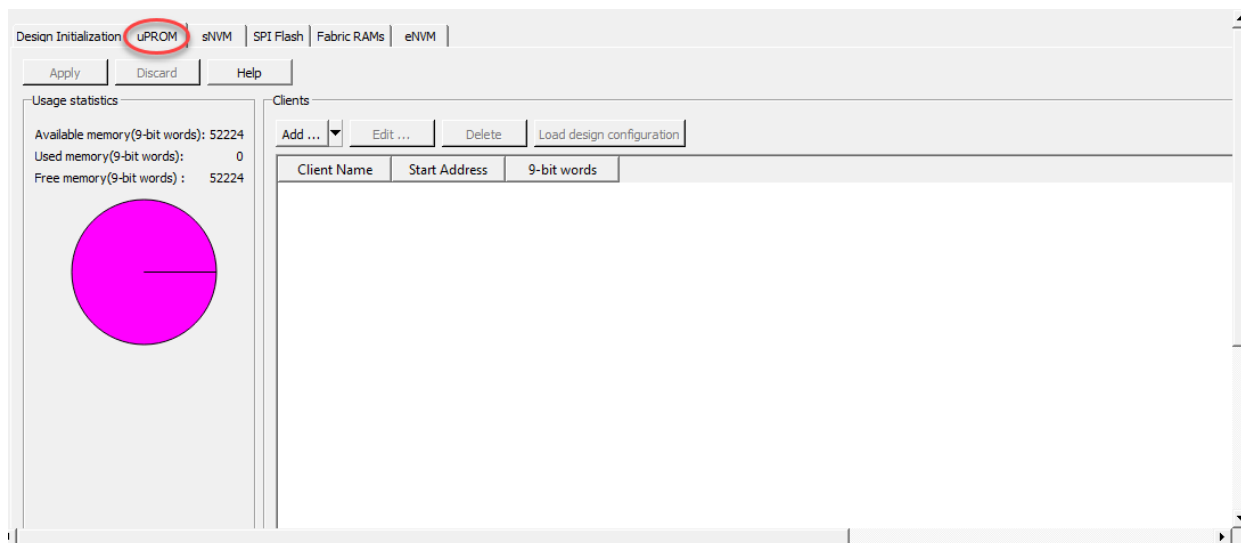 Design Initialization uPROM sNVM SPI Flash Fabric RAMs eNVM
Apply Discard Help
Usage statistics
Available memory(9-bit words): 52224
Used memory(9-bit words): 0
Free memory(9-bit words) : 52224
Clients
Add ... Edit ... Delete Load design configuration
Client Name Start Address 9-bit words